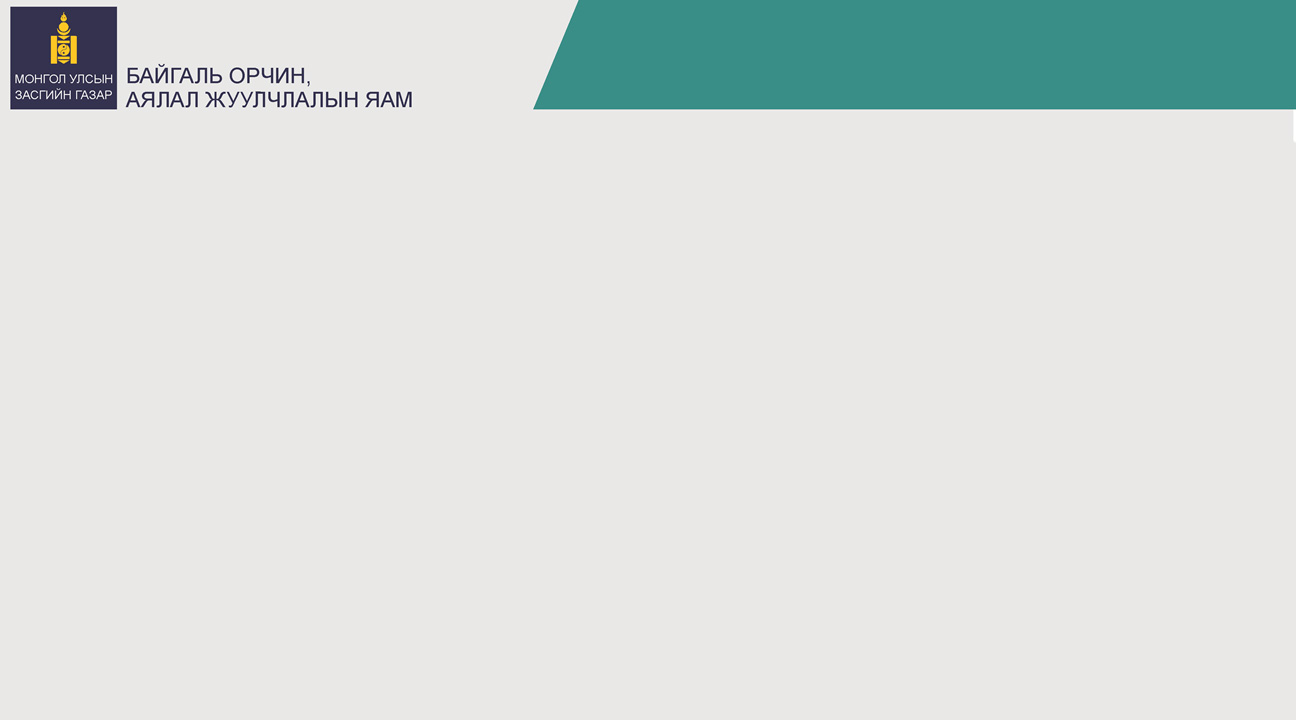 МОНГОЛ УЛСЫН
ЗАСГИЙН ГАЗАР
БАЙГАЛЬ ОРЧИН,
АЯЛАЛ ЖУУЛЧЛАЛЫН ЯАМ